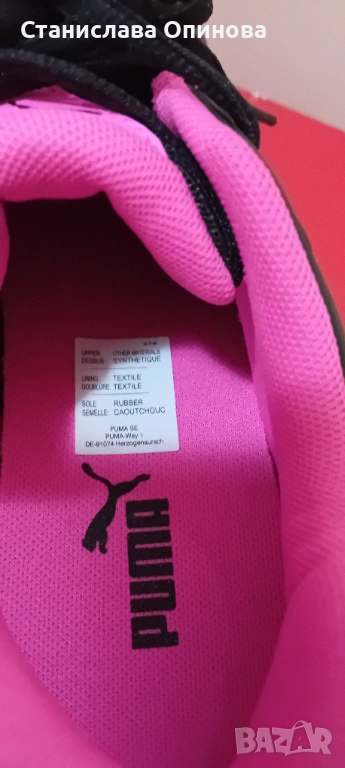 Станислава Опинова
UPPER: OTHER MATERIALS
DESSUS: SYNTHETIQUE
LINING: TEXTILE
DOUBLURE: TEXTILE
SOLE: RUBBER
SEMELLE: CAOUTCHOUC
PUMA SE
PUMA-Way 1
DE-91074 Herzogenaurach
PUMA
BAZAR